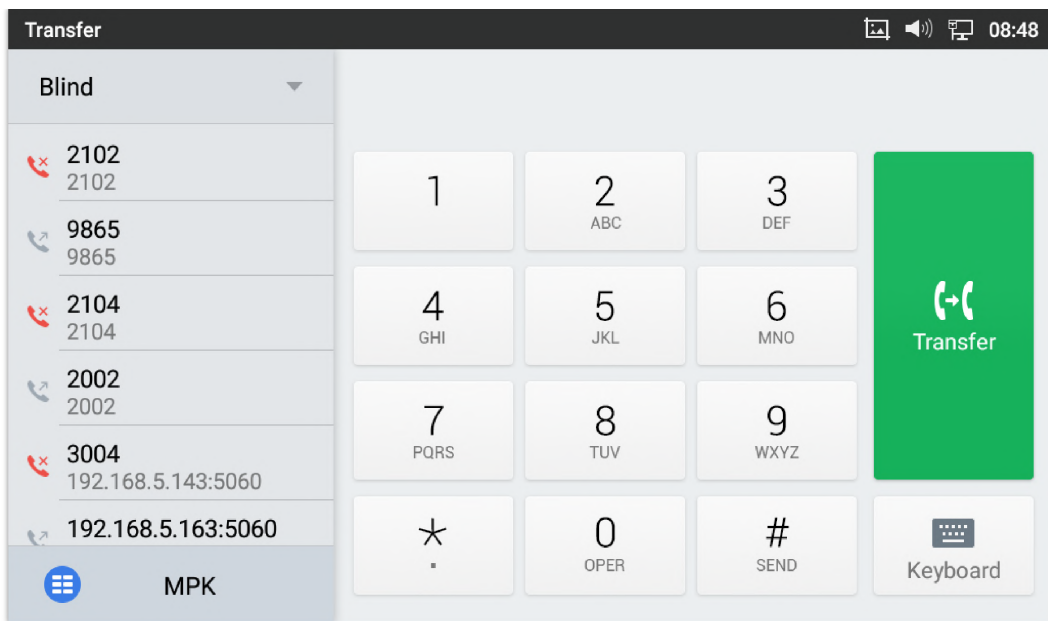 Transfer 08:48
Blind
2102
2102
9865
9865
2104
2104
2002
2002
3004
192.168.5.143:5060
192.168.5.163:5060
MPK
1 2 3
ABC DEF
4 5 6
GHI JKL MNO
7 8 9
PQRS TUV WXYZ
* 0 #
. OPER SEND
Transfer
Keyboard